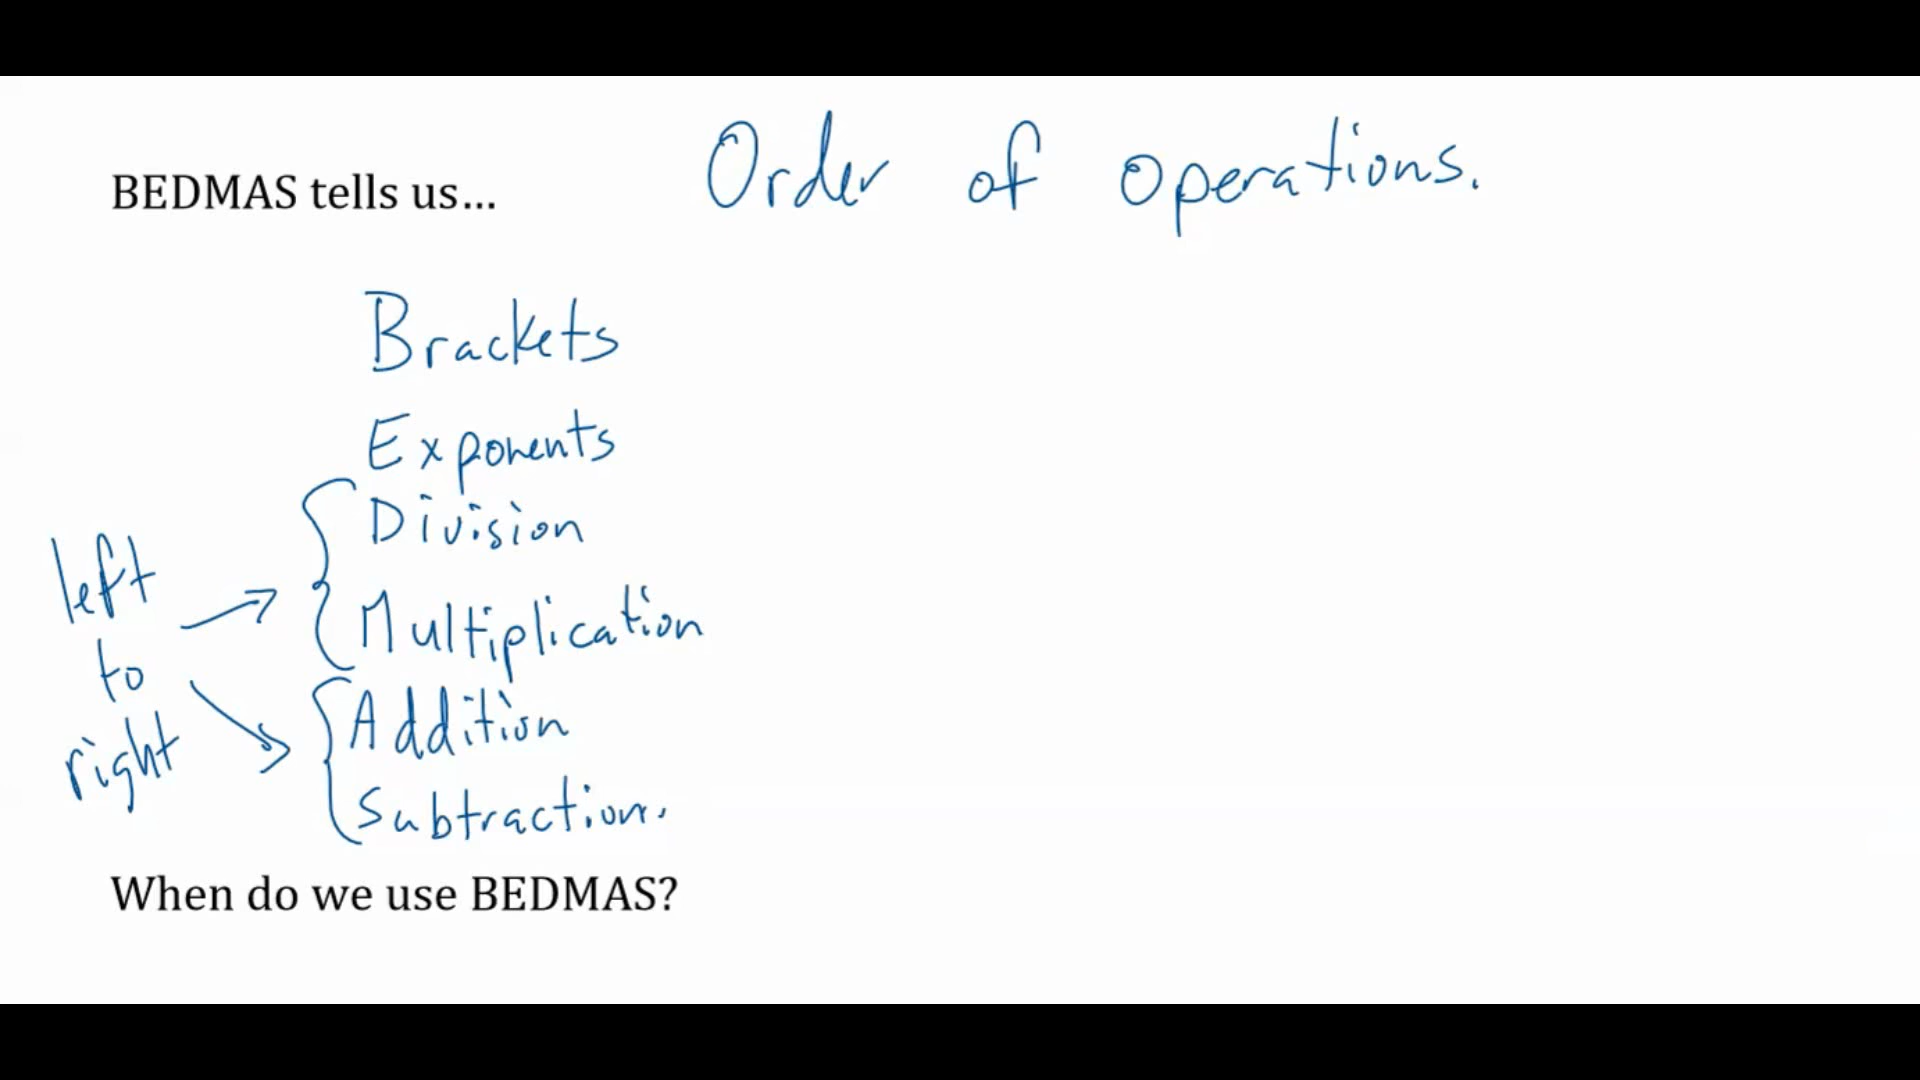 BEDMAS tells us... Order of operations.
Brackets
Exponents
Division
Multiplication
Addition
Subtraction.
left
to
right
When do we use BEDMAS?